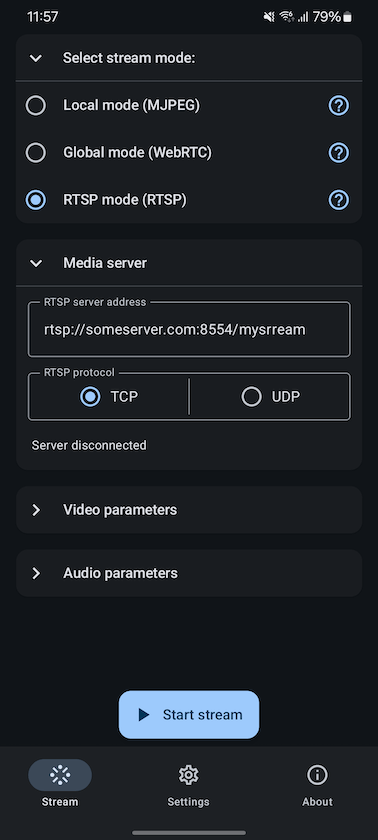 11:57
79%
Select stream mode:
Local mode (MJPEG)
Global mode (WebRTC)
RTSP mode (RTSP)
Media server
RTSP server address
rtsp://someserver.com:8554/mysrream
RTSP protocol
TCP
UDP
Server disconnected
Video parameters
Audio parameters
Start stream
Stream
Settings
About